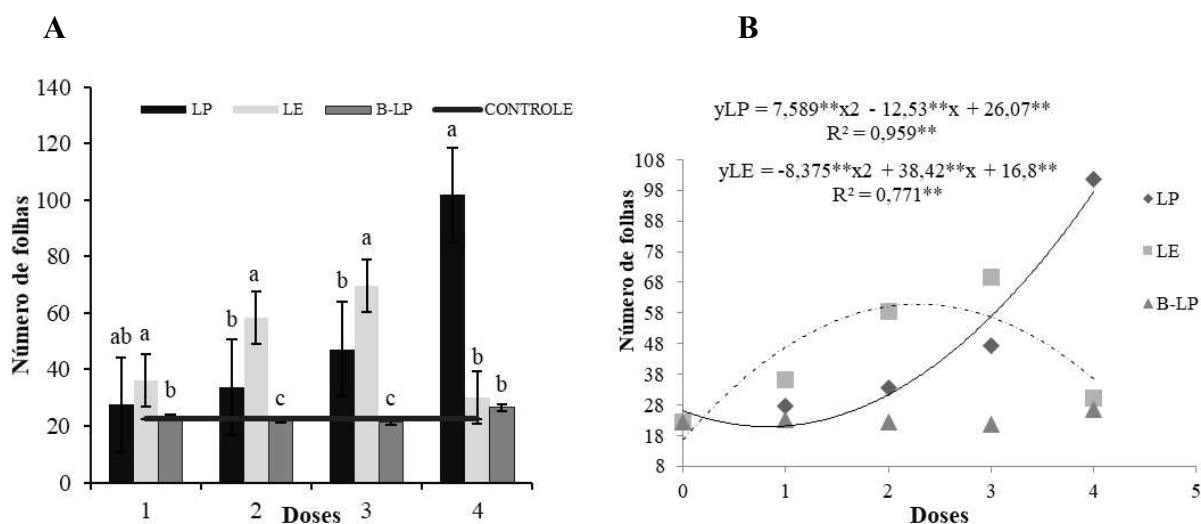 A
140
120
100
80
60
40
20
0
Número de folhas
LP LE B-LP CONTROLE
ab a b
b a c
b a c
a b b
1 2 3 4
Doses
B
yLP = 7,589**x2 - 12,53**x + 26,07**
R² = 0,959**
yLE = -8,375**x2 + 38,42**x + 16,8**
R² = 0,771**
108
98
88
78
68
58
48
38
28
18
8
Número de folhas
LP
LE
B-LP
0 1 2 3 4 5
Doses